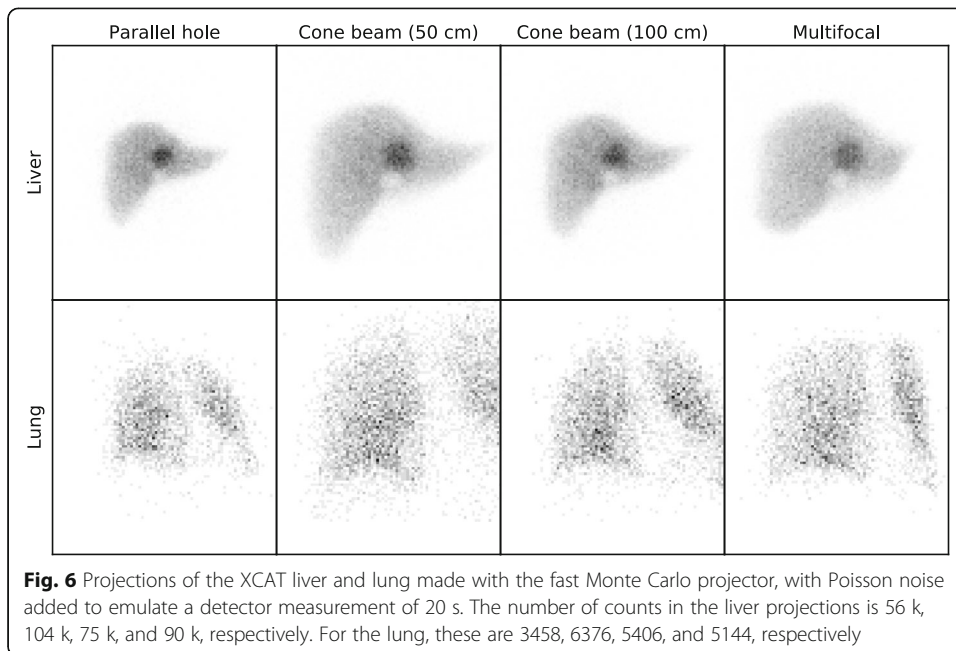 Parallel hole
Cone beam (50 cm)
Cone beam (100 cm)
Multifocal
Liver
Lung
Fig. 6 Projections of the XCAT liver and lung made with the fast Monte Carlo projector, with Poisson noise
added to emulate a detector measurement of 20 s. The number of counts in the liver projections is 56 k,
104 k, 75 k, and 90 k, respectively. For the lung, these are 3458, 6376, 5406, and 5144, respectively